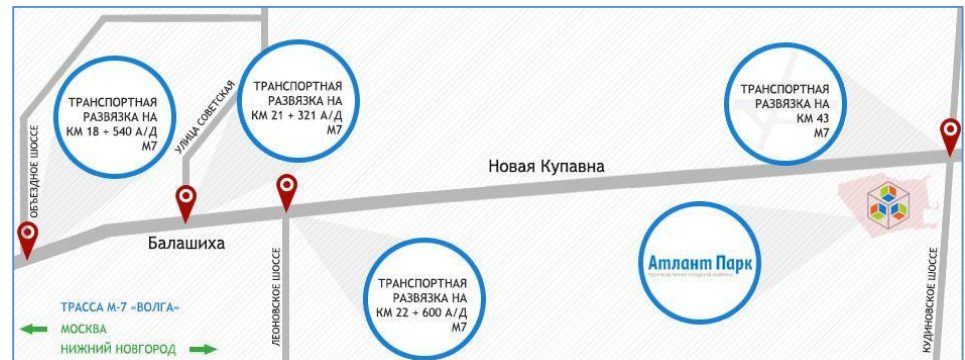 ТРАНСПОРТНАЯ
РАЗВЯЗКА НА
КМ 18 + 540 А/Д
М7
ОБЪЕЗДНОЕ ШОССЕ
УЛИЦА СОВЕТСКАЯ
ТРАНСПОРТНАЯ
РАЗВЯЗКА НА
КМ 21 + 321 А/Д
М7
ТРАНСПОРТНАЯ
РАЗВЯЗКА НА
КМ 43
М7
Новая Купавна
Балашиха
ЛЕОНОВСКОЕ ШОССЕ
ТРАНСПОРТНАЯ
РАЗВЯЗКА НА
КМ 22 + 600 А/Д
М7
Атлант Парк
КУДИНОВСКОЕ ШОССЕ
ТРАССА М-7 «ВОЛГА»
МОСКВА
НИЖНИЙ НОВГОРОД